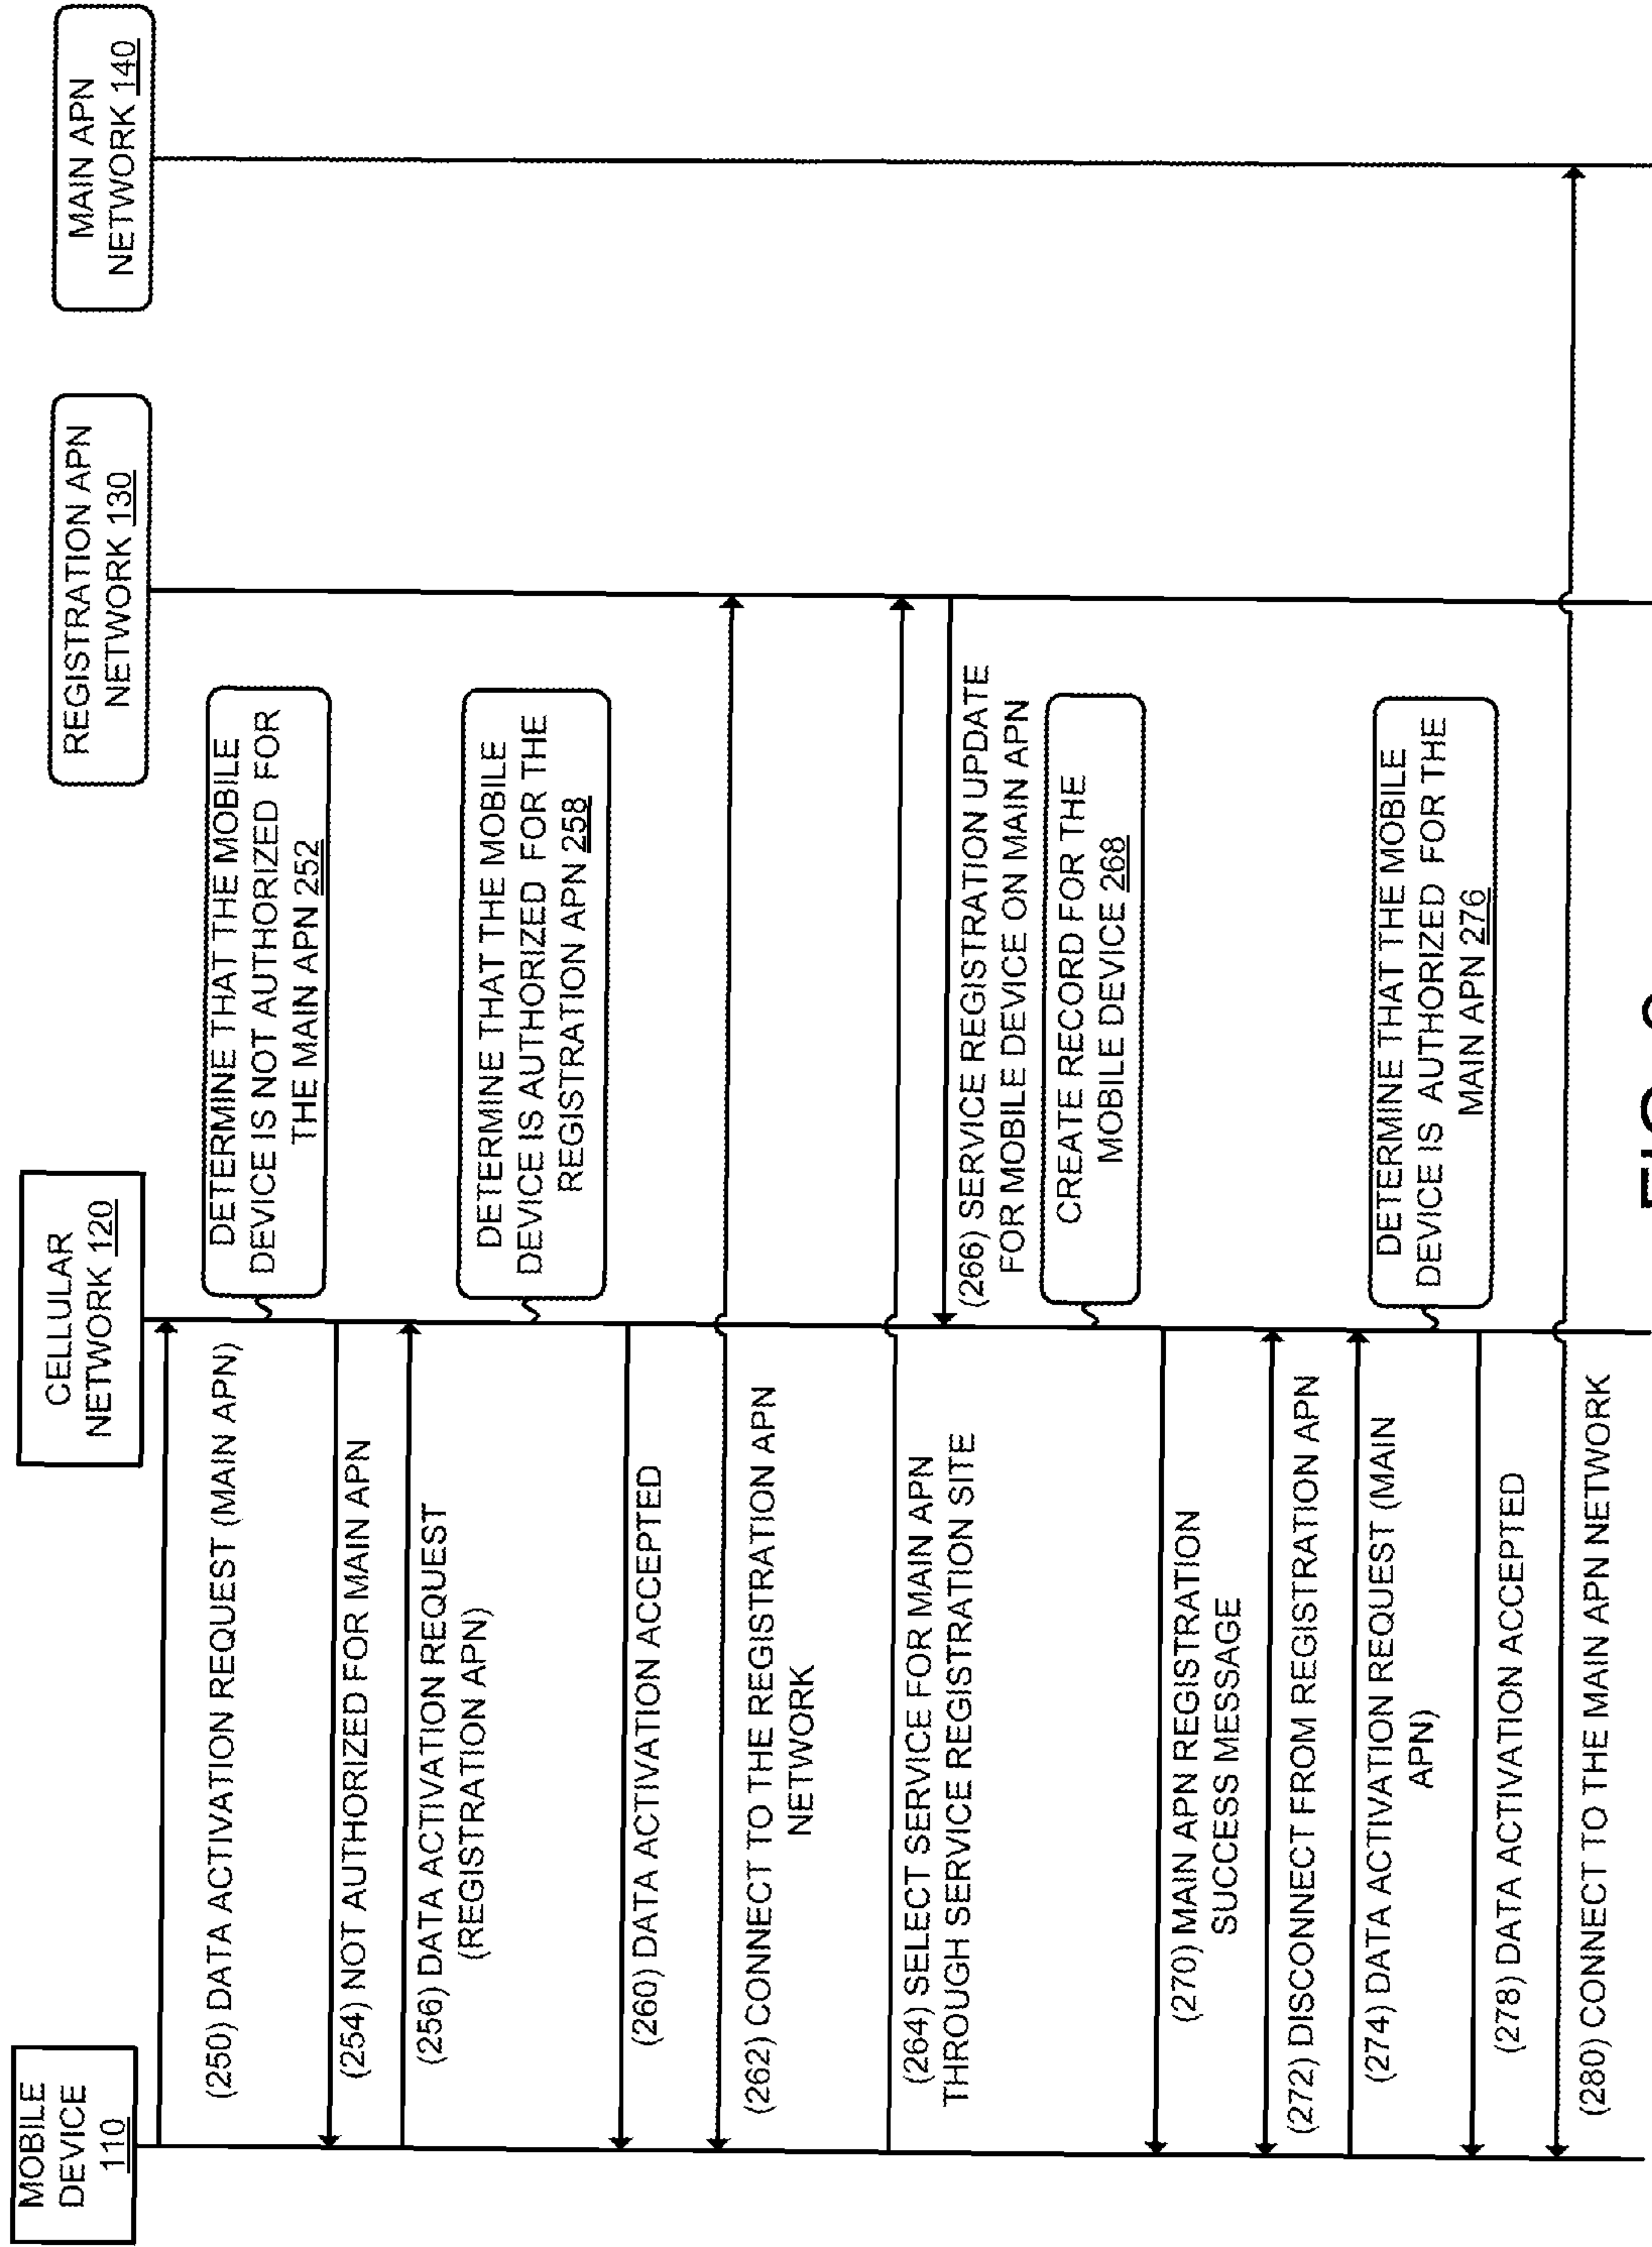 MOBILE
DEVICE
110
CELLULAR
NETWORK 120
REGISTRATION APN
NETWORK 130
MAIN APN
NETWORK 140
(250) DATA ACTIVATION REQUEST (MAIN APN)
DETERMINE THAT THE MOBILE
DEVICE IS NOT AUTHORIZED FOR
THE MAIN APN 252
(254) NOT AUTHORIZED FOR MAIN APN
(256) DATA ACTIVATION REQUEST
(REGISTRATION APN)
DETERMINE THAT THE MOBILE
DEVICE IS AUTHORIZED FOR THE
REGISTRATION APN 258
(260) DATA ACTIVATION ACCEPTED
(262) CONNECT TO THE REGISTRATION APN
NETWORK
(264) SELECT SERVICE FOR MAIN APN
THROUGH SERVICE REGISTRATION SITE
(266) SERVICE REGISTRATION UPDATE
FOR MOBILE DEVICE ON MAIN APN
CREATE RECORD FOR THE
MOBILE DEVICE 268
(270) MAIN APN REGISTRATION
SUCCESS MESSAGE
(272) DISCONNECT FROM REGISTRATION APN
(274) DATA ACTIVATION REQUEST (MAIN
APN)
DETERMINE THAT THE MOBILE
DEVICE IS AUTHORIZED FOR THE
MAIN APN 276
(278) DATA ACTIVATION ACCEPTED
(280) CONNECT TO THE MAIN APN NETWORK